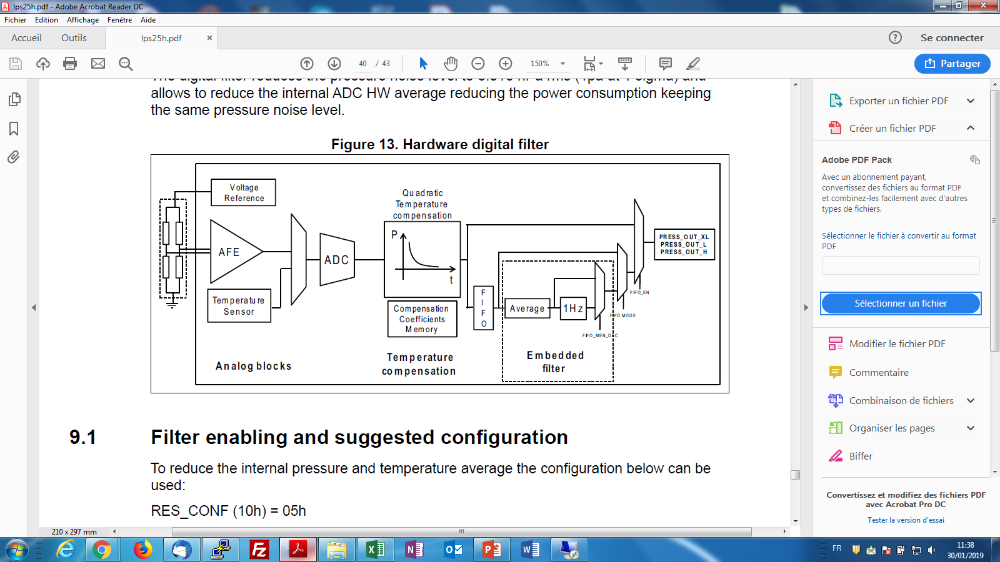 lps25h.pdf - Adobe Acrobat Reader DC
Fichier Edition Affichage Fenêtre Aide
Accueil Outils lps25h.pdf × Se connecter
40 / 43 150% Partager
allows to reduce the internal ADC HW average reducing the power consumption keeping
the same pressure noise level.
Figure 13. Hardware digital filter
Voltage
Reference
Quadratic
Temperature
compensation
P
t
AFE
ADC
Temperature
Sensor
Compensation
Coefficients
Memory
F
I
F
O
Average
1Hz
PRESS_OUT_XL
PRESS_OUT_L
PRESS_OUT_H
FIFO_EN
FIFO MODE
FIFO_MEN_DEC
Analog blocks
Temperature
compensation
Embedded
filter
9.1 Filter enabling and suggested configuration
To reduce the internal pressure and temperature average the configuration below can be
used:
RES_CONF (10h) = 05h
210 x 297 mm
Exporter un fichier PDF
Créer un fichier PDF
Adobe PDF Pack
Avec un abonnement payant,
convertissez des fichiers au format PDF
et combinez-les facilement avec d'autres
types de fichiers.
Sélectionner le fichier à convertir au format
PDF
Sélectionner un fichier
Modifier le fichier PDF
Commentaire
Combinaison de fichiers
Organiser les pages
Biffer
Convertissez et modifiez des fichiers PDF
avec Acrobat Pro DC
Tester la version d'essai
FR
11:38
30/01/2019